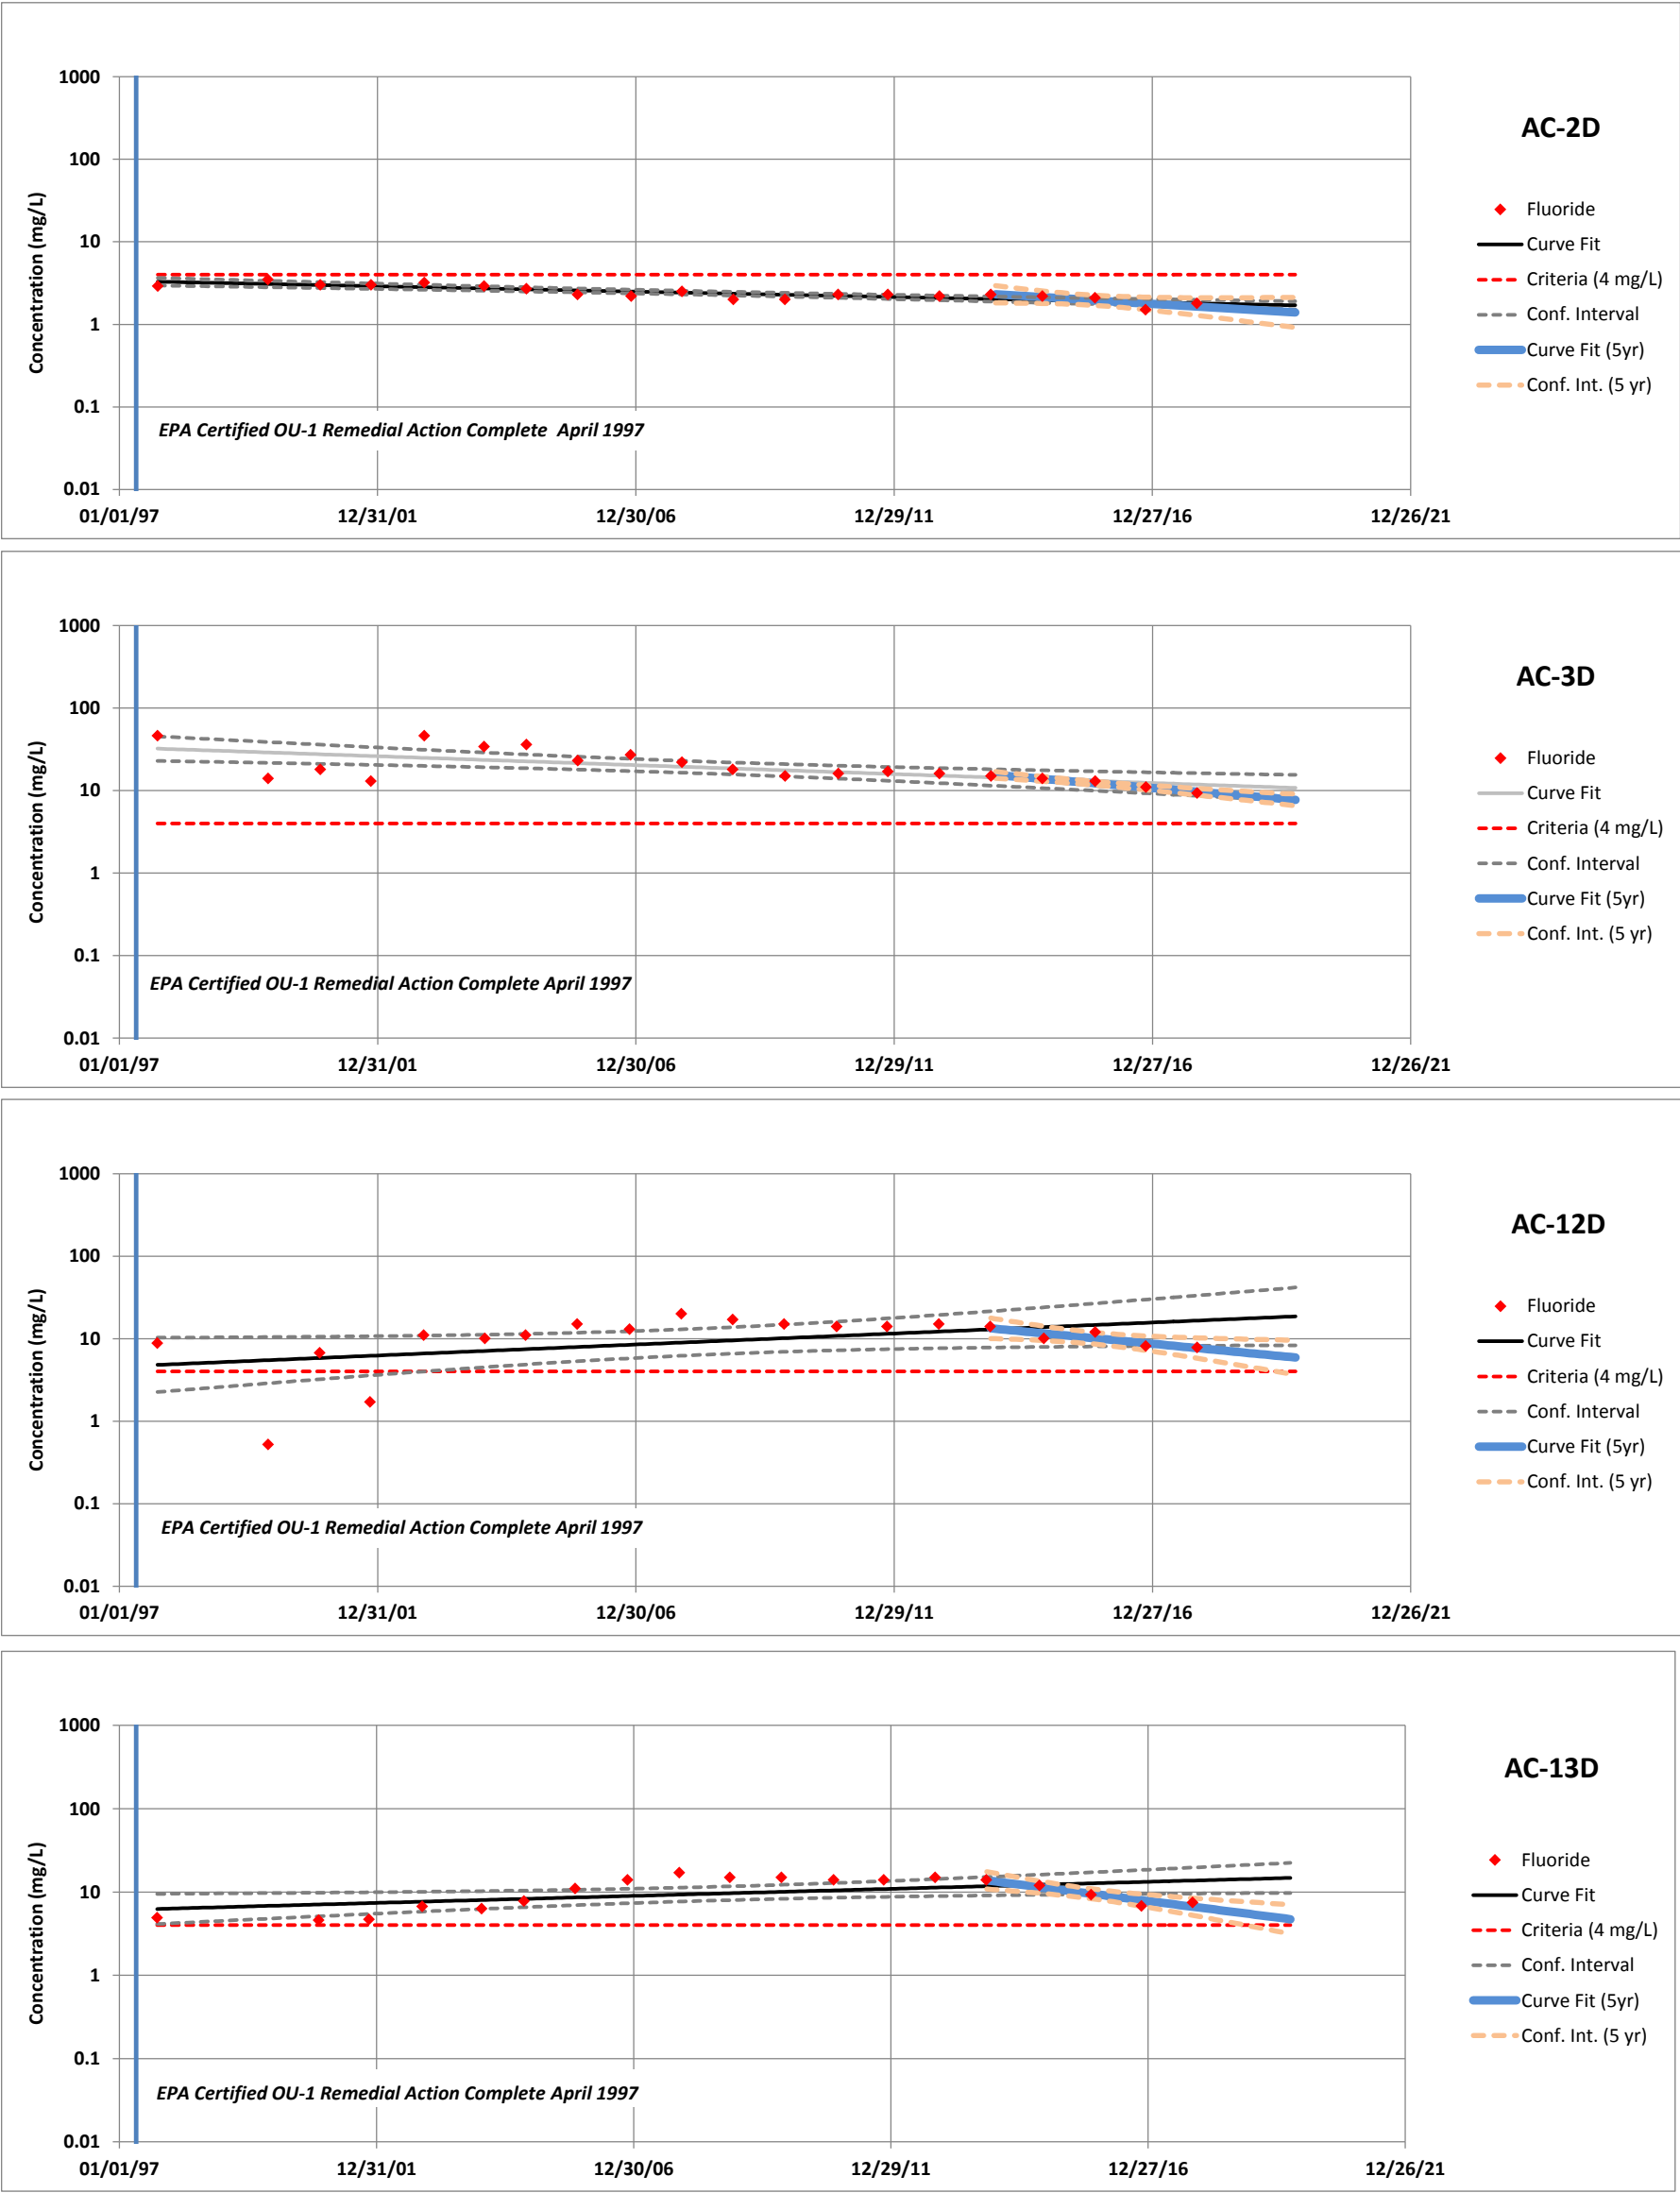 AC-2D
Concentration (mg/L)
1000
100
10
1
0.1
0.01
EPA Certified OU-1 Remedial Action Complete April 1997
01/01/97 12/31/01 12/30/06 12/29/11 12/27/16 12/26/21
Fluoride
Curve Fit
Criteria (4 mg/L)
Conf. Interval
Curve Fit (5yr)
Conf. Int. (5 yr)
AC-3D
Concentration (mg/L)
1000
100
10
1
0.1
0.01
EPA Certified OU-1 Remedial Action Complete April 1997
01/01/97 12/31/01 12/30/06 12/29/11 12/27/16 12/26/21
Fluoride
Curve Fit
Criteria (4 mg/L)
Conf. Interval
Curve Fit (5yr)
Conf. Int. (5 yr)
AC-12D
Concentration (mg/L)
1000
100
10
1
0.1
0.01
EPA Certified OU-1 Remedial Action Complete April 1997
01/01/97 12/31/01 12/30/06 12/29/11 12/27/16 12/26/21
Fluoride
Curve Fit
Criteria (4 mg/L)
Conf. Interval
Curve Fit (5yr)
Conf. Int. (5 yr)
AC-13D
Concentration (mg/L)
1000
100
10
1
0.1
0.01
EPA Certified OU-1 Remedial Action Complete April 1997
01/01/97 12/31/01 12/30/06 12/29/11 12/27/16 12/26/21
Fluoride
Curve Fit
Criteria (4 mg/L)
Conf. Interval
Curve Fit (5yr)
Conf. Int. (5 yr)